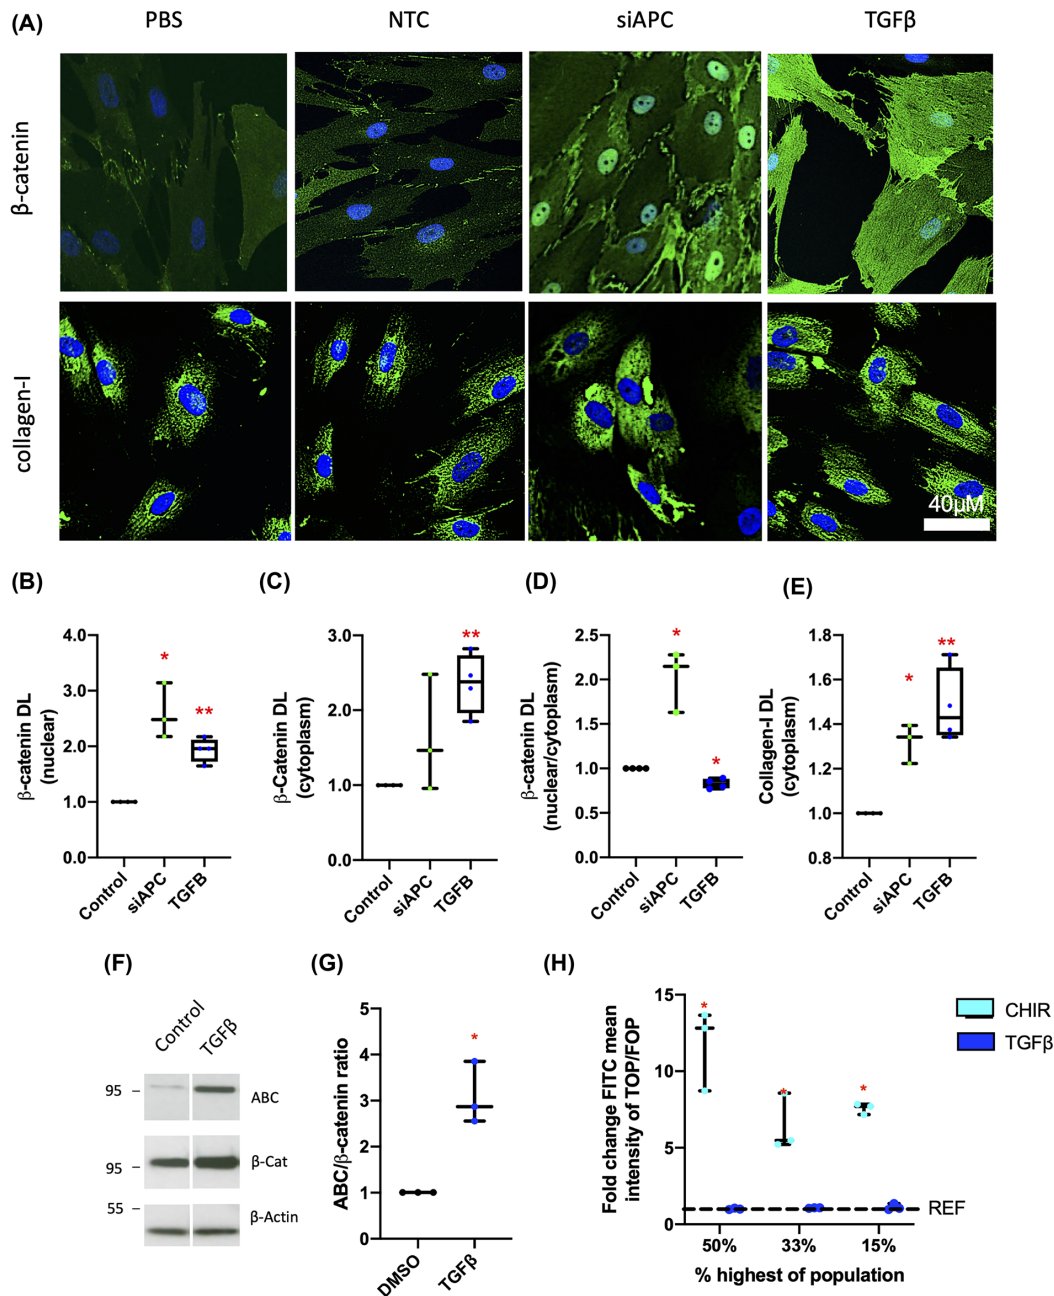 (A) PBS NTC siAPC TGFβ
β-catenin
collagen-I
40μM
(B) (C) (D) (E)
β-catenin DL
(nuclear)
4.0
3.0
2.0
1.0
0.0
*
**
Control siAPC TGFB
β-Catenin DL
(cytoplasm)
3.0
2.0
1.0
0.0
**
Control siAPC TGFB
β-catenin DL
(nuclear/cytoplasm)
2.5
2.0
1.5
1.0
0.5
0.0
*
*
Control siAPC TGFB
Collagen-I DL
(cytoplasm)
1.8
1.6
1.4
1.2
1.0
0.8
*
**
Control siAPC TGFB
(F) (G) (H)
Control TGFβ
95 – ABC
95 – β-Cat
55 – β-Actin
ABC/β-catenin ratio
5
4
3
2
1
0
*
DMSO TGFβ
Fold change FITC mean
intensity of TOP/FOP
15
10
5
0
* * *
REF
50% 33% 15%
% highest of population
CHIR
TGFβ